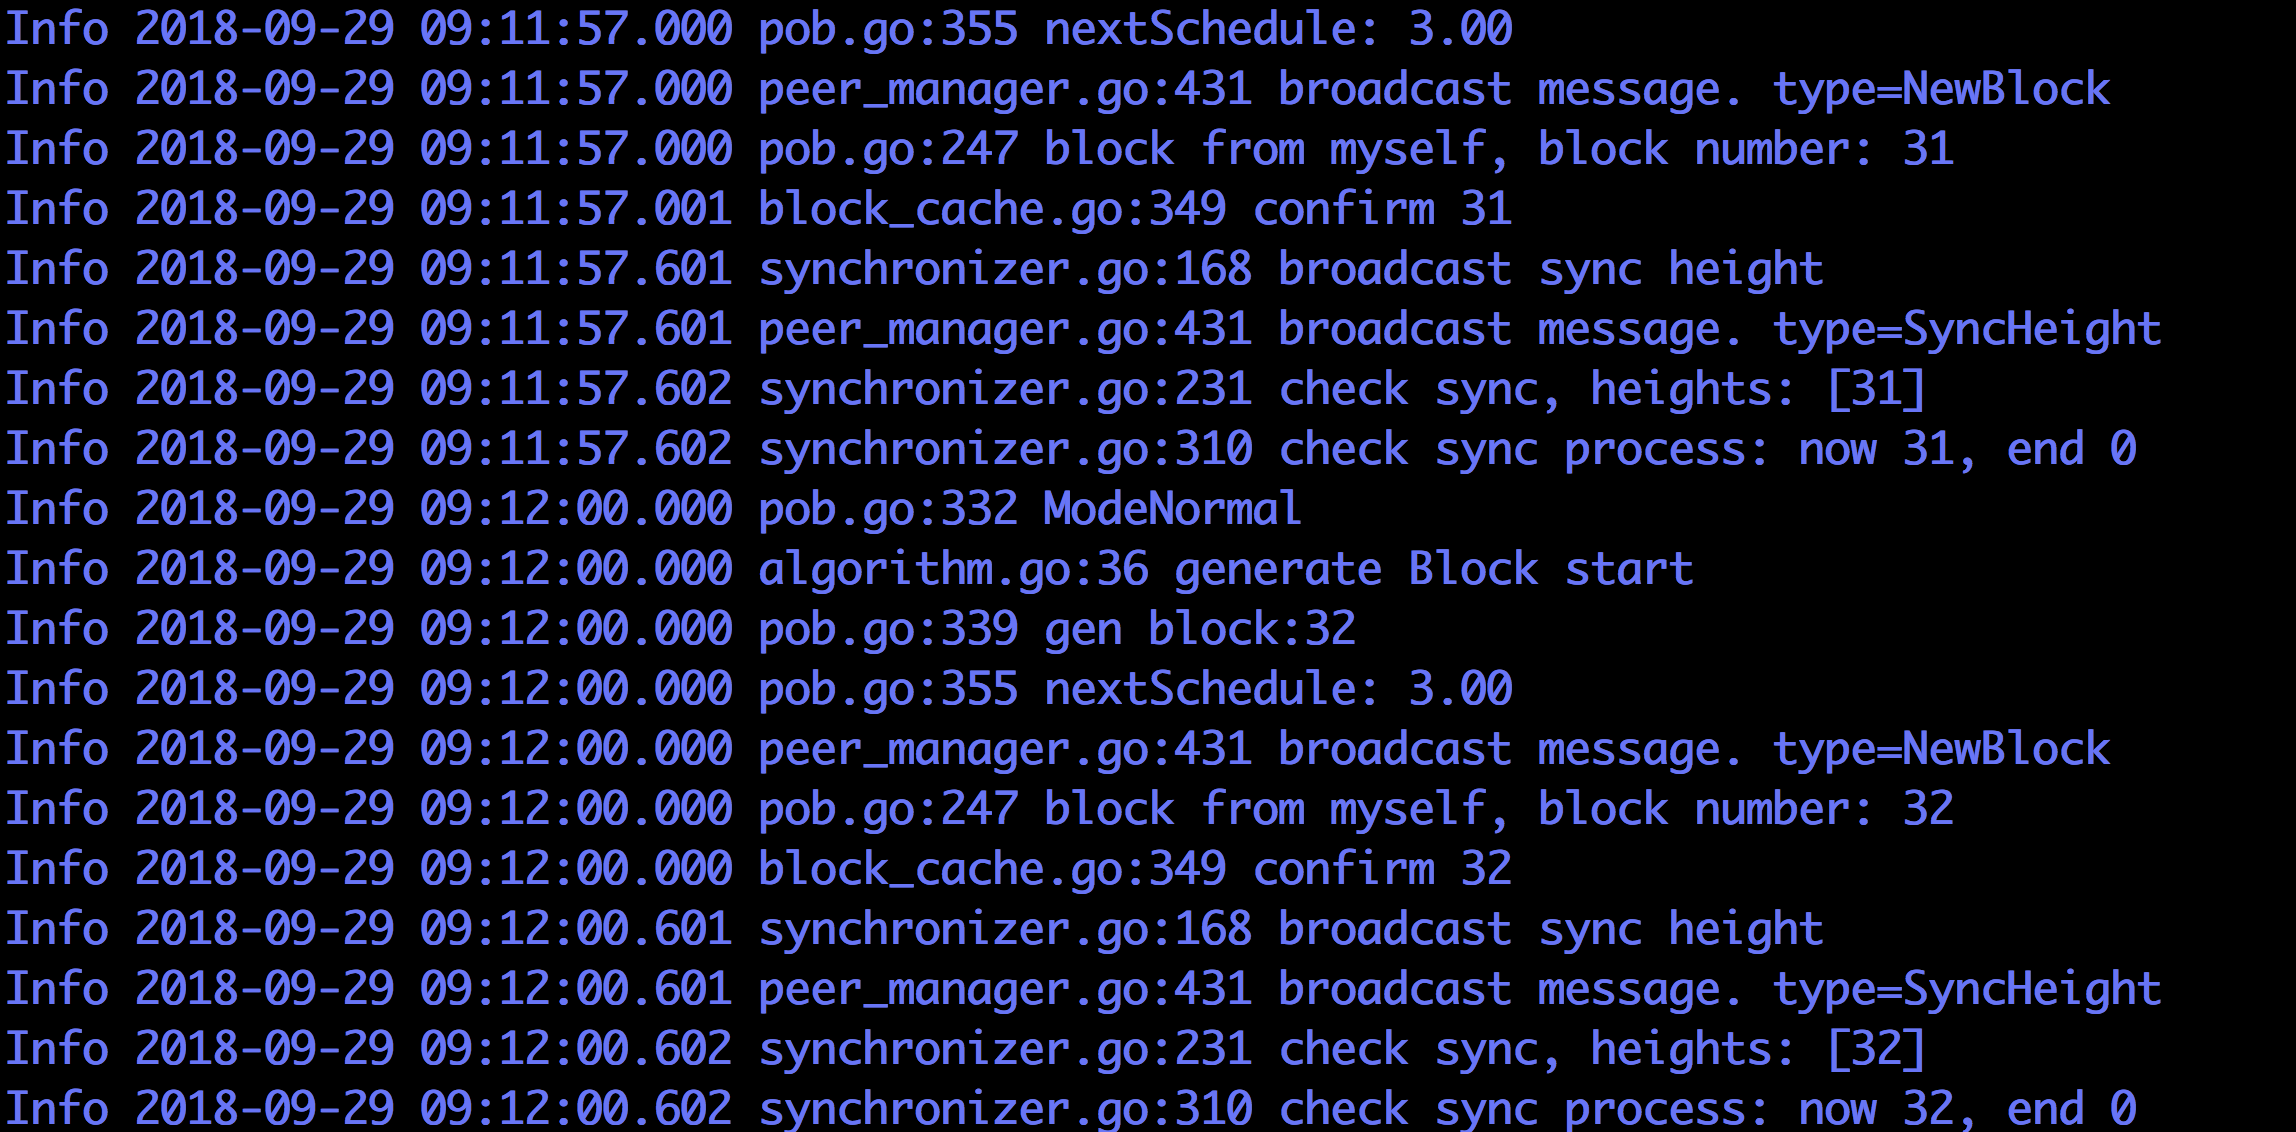 Info 2018-09-29 09:11:57.000 pob.go:355 nextSchedule: 3.00
Info 2018-09-29 09:11:57.000 peer_manager.go:431 broadcast message. type=NewBlock
Info 2018-09-29 09:11:57.000 pob.go:247 block from myself, block number: 31
Info 2018-09-29 09:11:57.001 block_cache.go:349 confirm 31
Info 2018-09-29 09:11:57.601 synchronizer.go:168 broadcast sync height
Info 2018-09-29 09:11:57.601 peer_manager.go:431 broadcast message. type=SyncHeight
Info 2018-09-29 09:11:57.602 synchronizer.go:231 check sync, heights: [31]
Info 2018-09-29 09:11:57.602 synchronizer.go:310 check sync process: now 31, end 0
Info 2018-09-29 09:12:00.000 pob.go:332 ModeNormal
Info 2018-09-29 09:12:00.000 algorithm.go:36 generate Block start
Info 2018-09-29 09:12:00.000 pob.go:339 gen block:32
Info 2018-09-29 09:12:00.000 pob.go:355 nextSchedule: 3.00
Info 2018-09-29 09:12:00.000 peer_manager.go:431 broadcast message. type=NewBlock
Info 2018-09-29 09:12:00.000 pob.go:247 block from myself, block number: 32
Info 2018-09-29 09:12:00.000 block_cache.go:349 confirm 32
Info 2018-09-29 09:12:00.601 synchronizer.go:168 broadcast sync height
Info 2018-09-29 09:12:00.601 peer_manager.go:431 broadcast message. type=SyncHeight
Info 2018-09-29 09:12:00.602 synchronizer.go:231 check sync, heights: [32]
Info 2018-09-29 09:12:00.602 synchronizer.go:310 check sync process: now 32, end 0